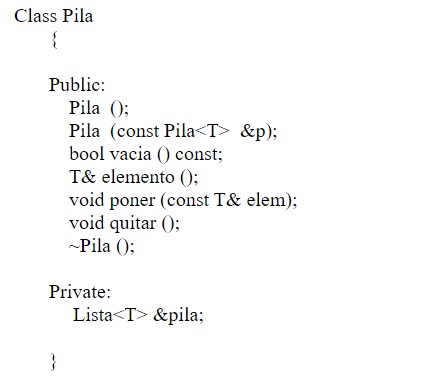 Class Pila
{
Public:
Pila ();
Pila (const Pila<T> &p);
bool vacia () const;
T& elemento ();
void poner (const T& elem);
void quitar ();
~Pila ();
Private:
Lista<T> &pila;
}